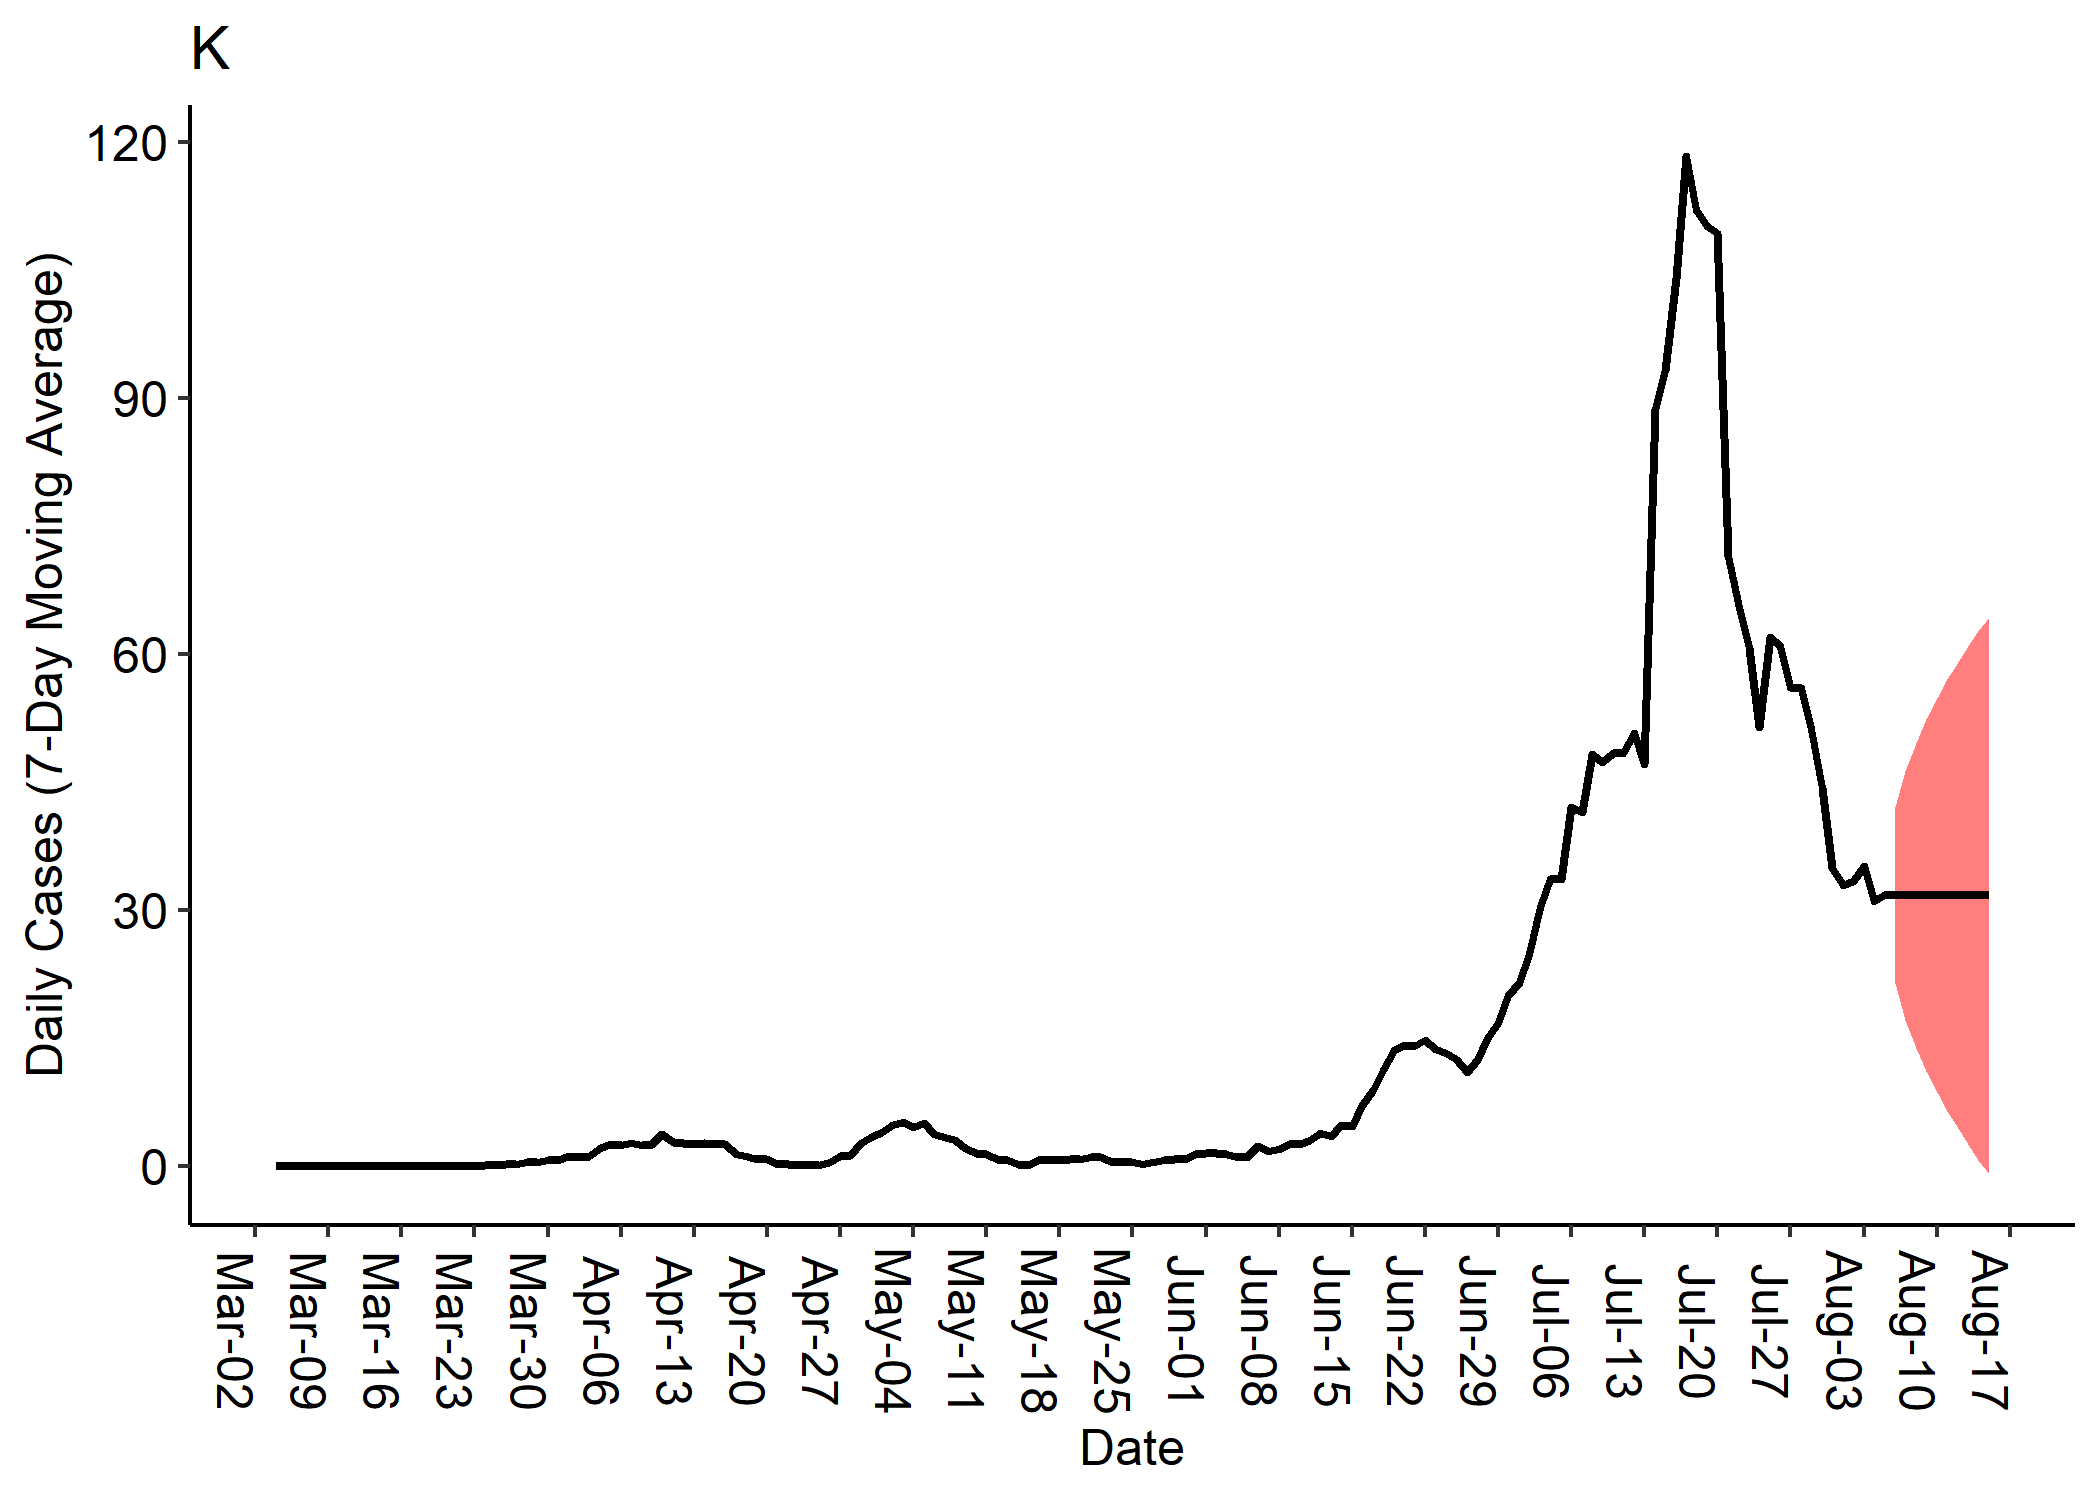 K
120
90
60
30
0
Daily Cases (7-Day Moving Average)
Mar-02
Mar-09
Mar-16
Mar-23
Mar-30
Apr-06
Apr-13
Apr-20
Apr-27
May-04
May-11
May-18
May-25
Jun-01
Jun-08
Jun-15
Jun-22
Jun-29
Jul-06
Jul-13
Jul-20
Jul-27
Aug-03
Aug-10
Aug-17
Date